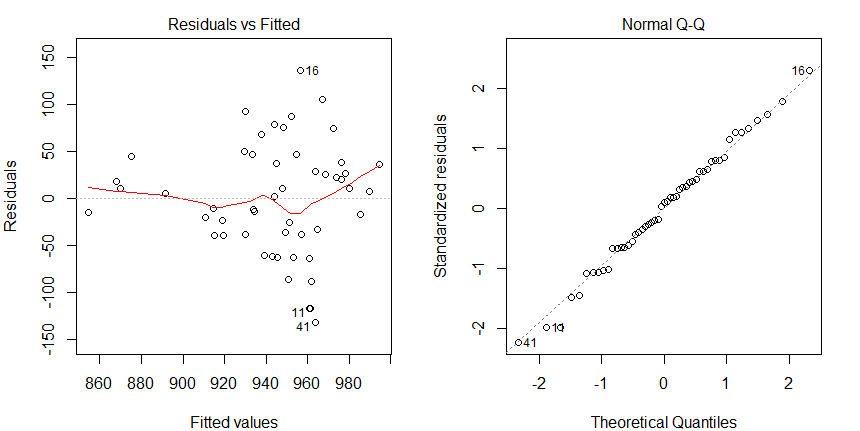 Residuals vs Fitted
Residuals
150
100
50
0
-50
-100
-150
16
11
41
860 880 900 920 940 960 980
Fitted values
Normal Q-Q
Standardized residuals
2
1
0
-1
-2
16
11
41
-2 -1 0 1 2
Theoretical Quantiles